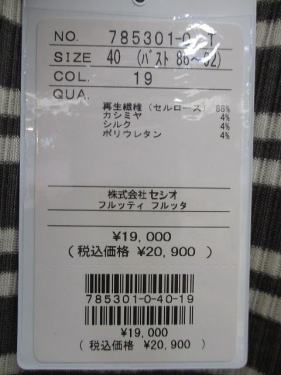 NO. 785301-0 T
SIZE 40 (バスト 86~92)
COL. 19
QUA.
再生繊維(セルロース) 88%
カシミヤ 4%
シルク 4%
ポリウレタン 4%
株式会社セシオ
フルッティ フルッタ
¥19,000
(税込価格 ¥20,900)
785301-0-40-19
¥19,000
(税込価格 ¥20,900)